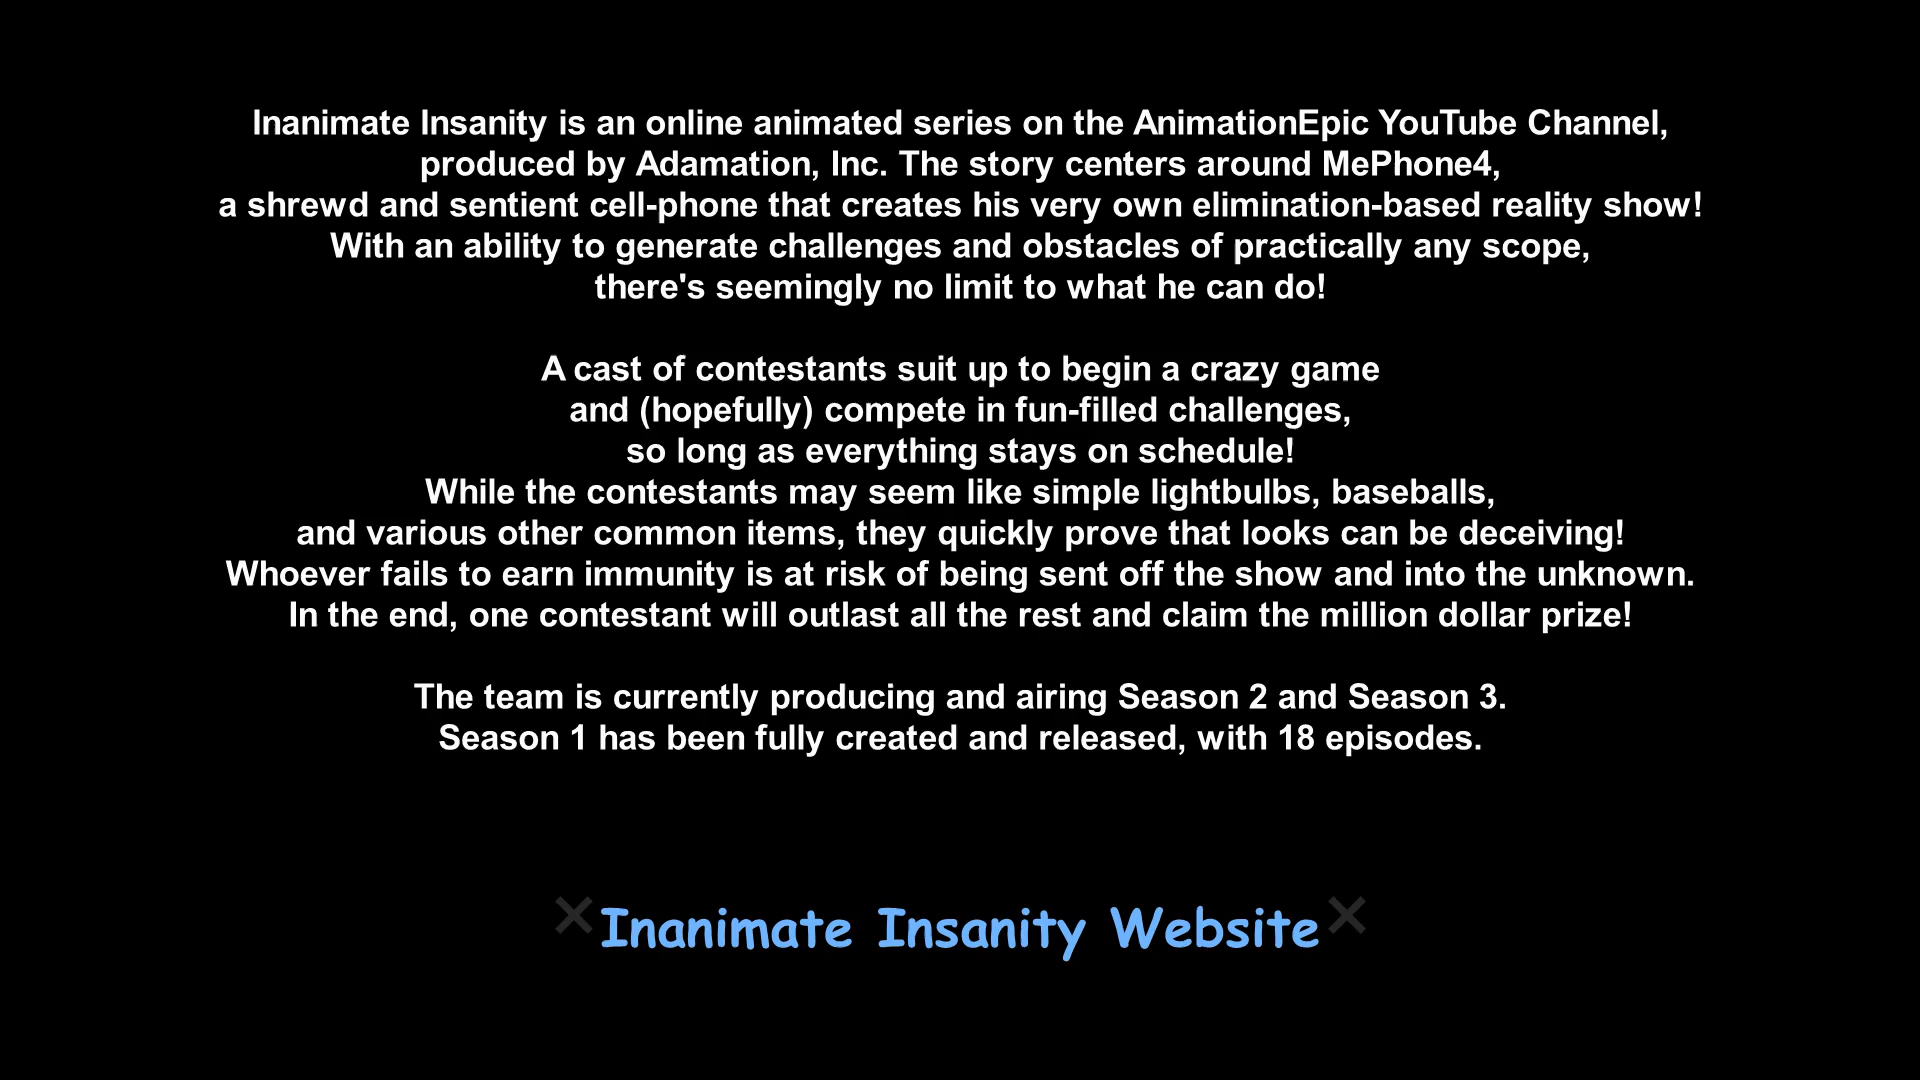 Inanimate Insanity is an online animated series on the AnimationEpic YouTube Channel,
produced by Adamation, Inc. The story centers around MePhone4,
a shrewd and sentient cell-phone that creates his very own elimination-based reality show!
With an ability to generate challenges and obstacles of practically any scope,
there's seemingly no limit to what he can do!
A cast of contestants suit up to begin a crazy game
and (hopefully) compete in fun-filled challenges,
so long as everything stays on schedule!
While the contestants may seem like simple lightbulbs, baseballs,
and various other common items, they quickly prove that looks can be deceiving!
Whoever fails to earn immunity is at risk of being sent off the show and into the unknown.
In the end, one contestant will outlast all the rest and claim the million dollar prize!
The team is currently producing and airing Season 2 and Season 3.
Season 1 has been fully created and released, with 18 episodes.
×Inanimate Insanity Website×